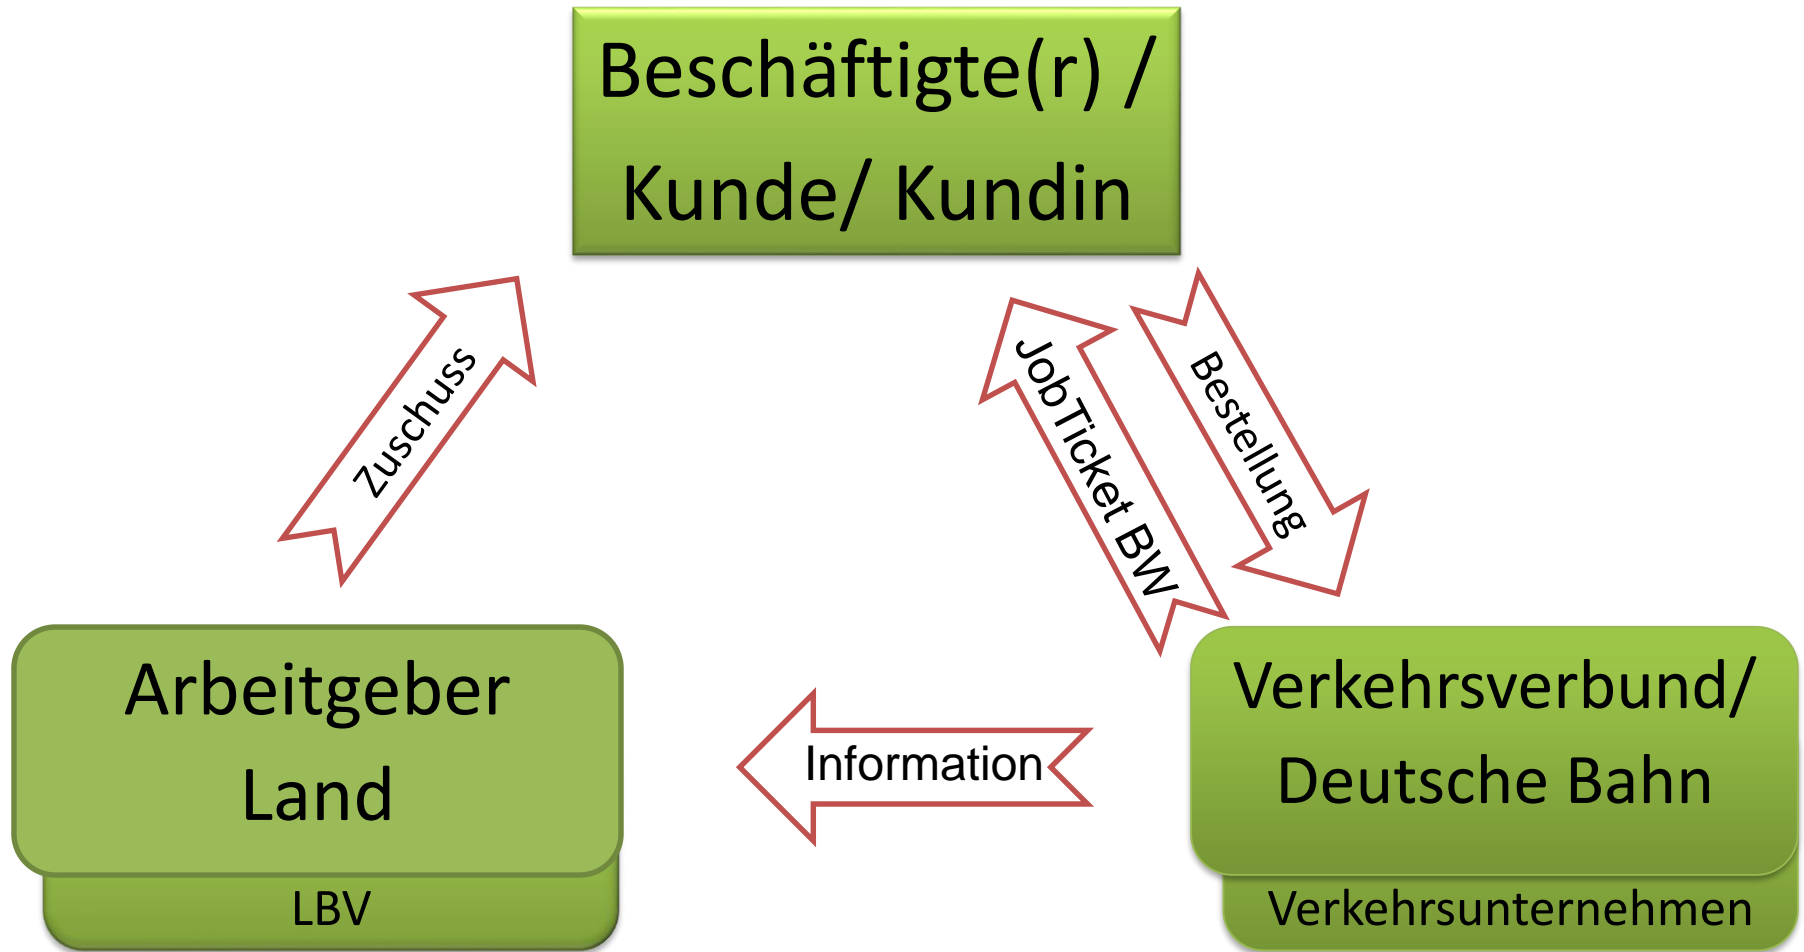 Beschäftigte(r) /
Kunde/ Kundin
Zuschuss
JobTicket BW
Bestellung
Arbeitgeber
Land
LBV
Information
Verkehrsverbund/
Deutsche Bahn
Verkehrsunternehmen